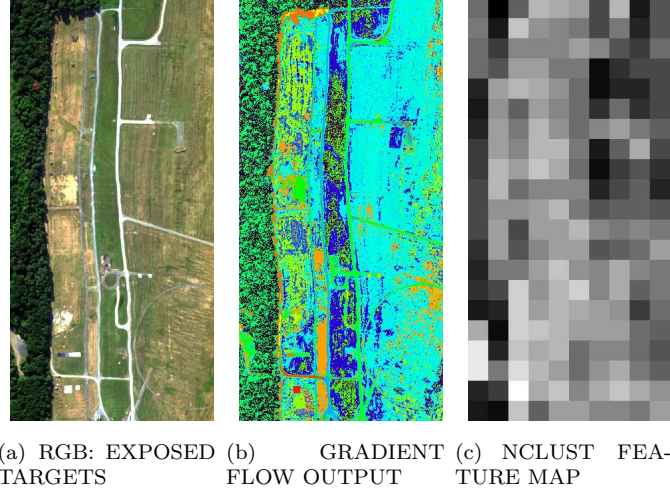 (a) RGB: EXPOSED TARGETS
(b) GRADIENT FLOW OUTPUT
(c) NCLUST FEA-
TURE MAP